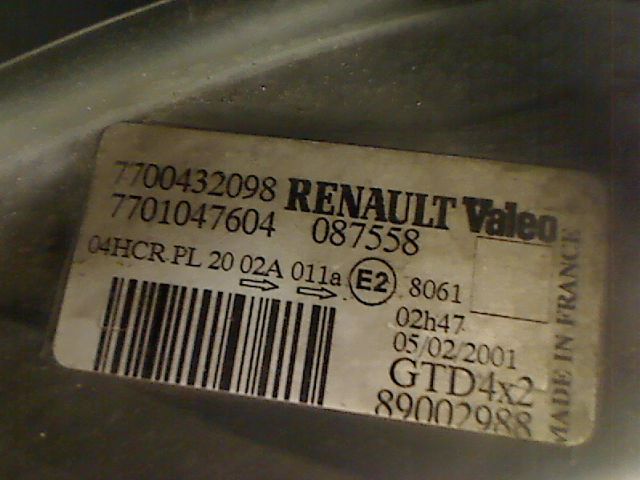 7700432098 RENAULT Valeo
7701047604 087558
04HCR PL 20 02A 011a E2 8061
02h47
05/02/2001
GTD4x2
89002988
MADE IN FRANCE